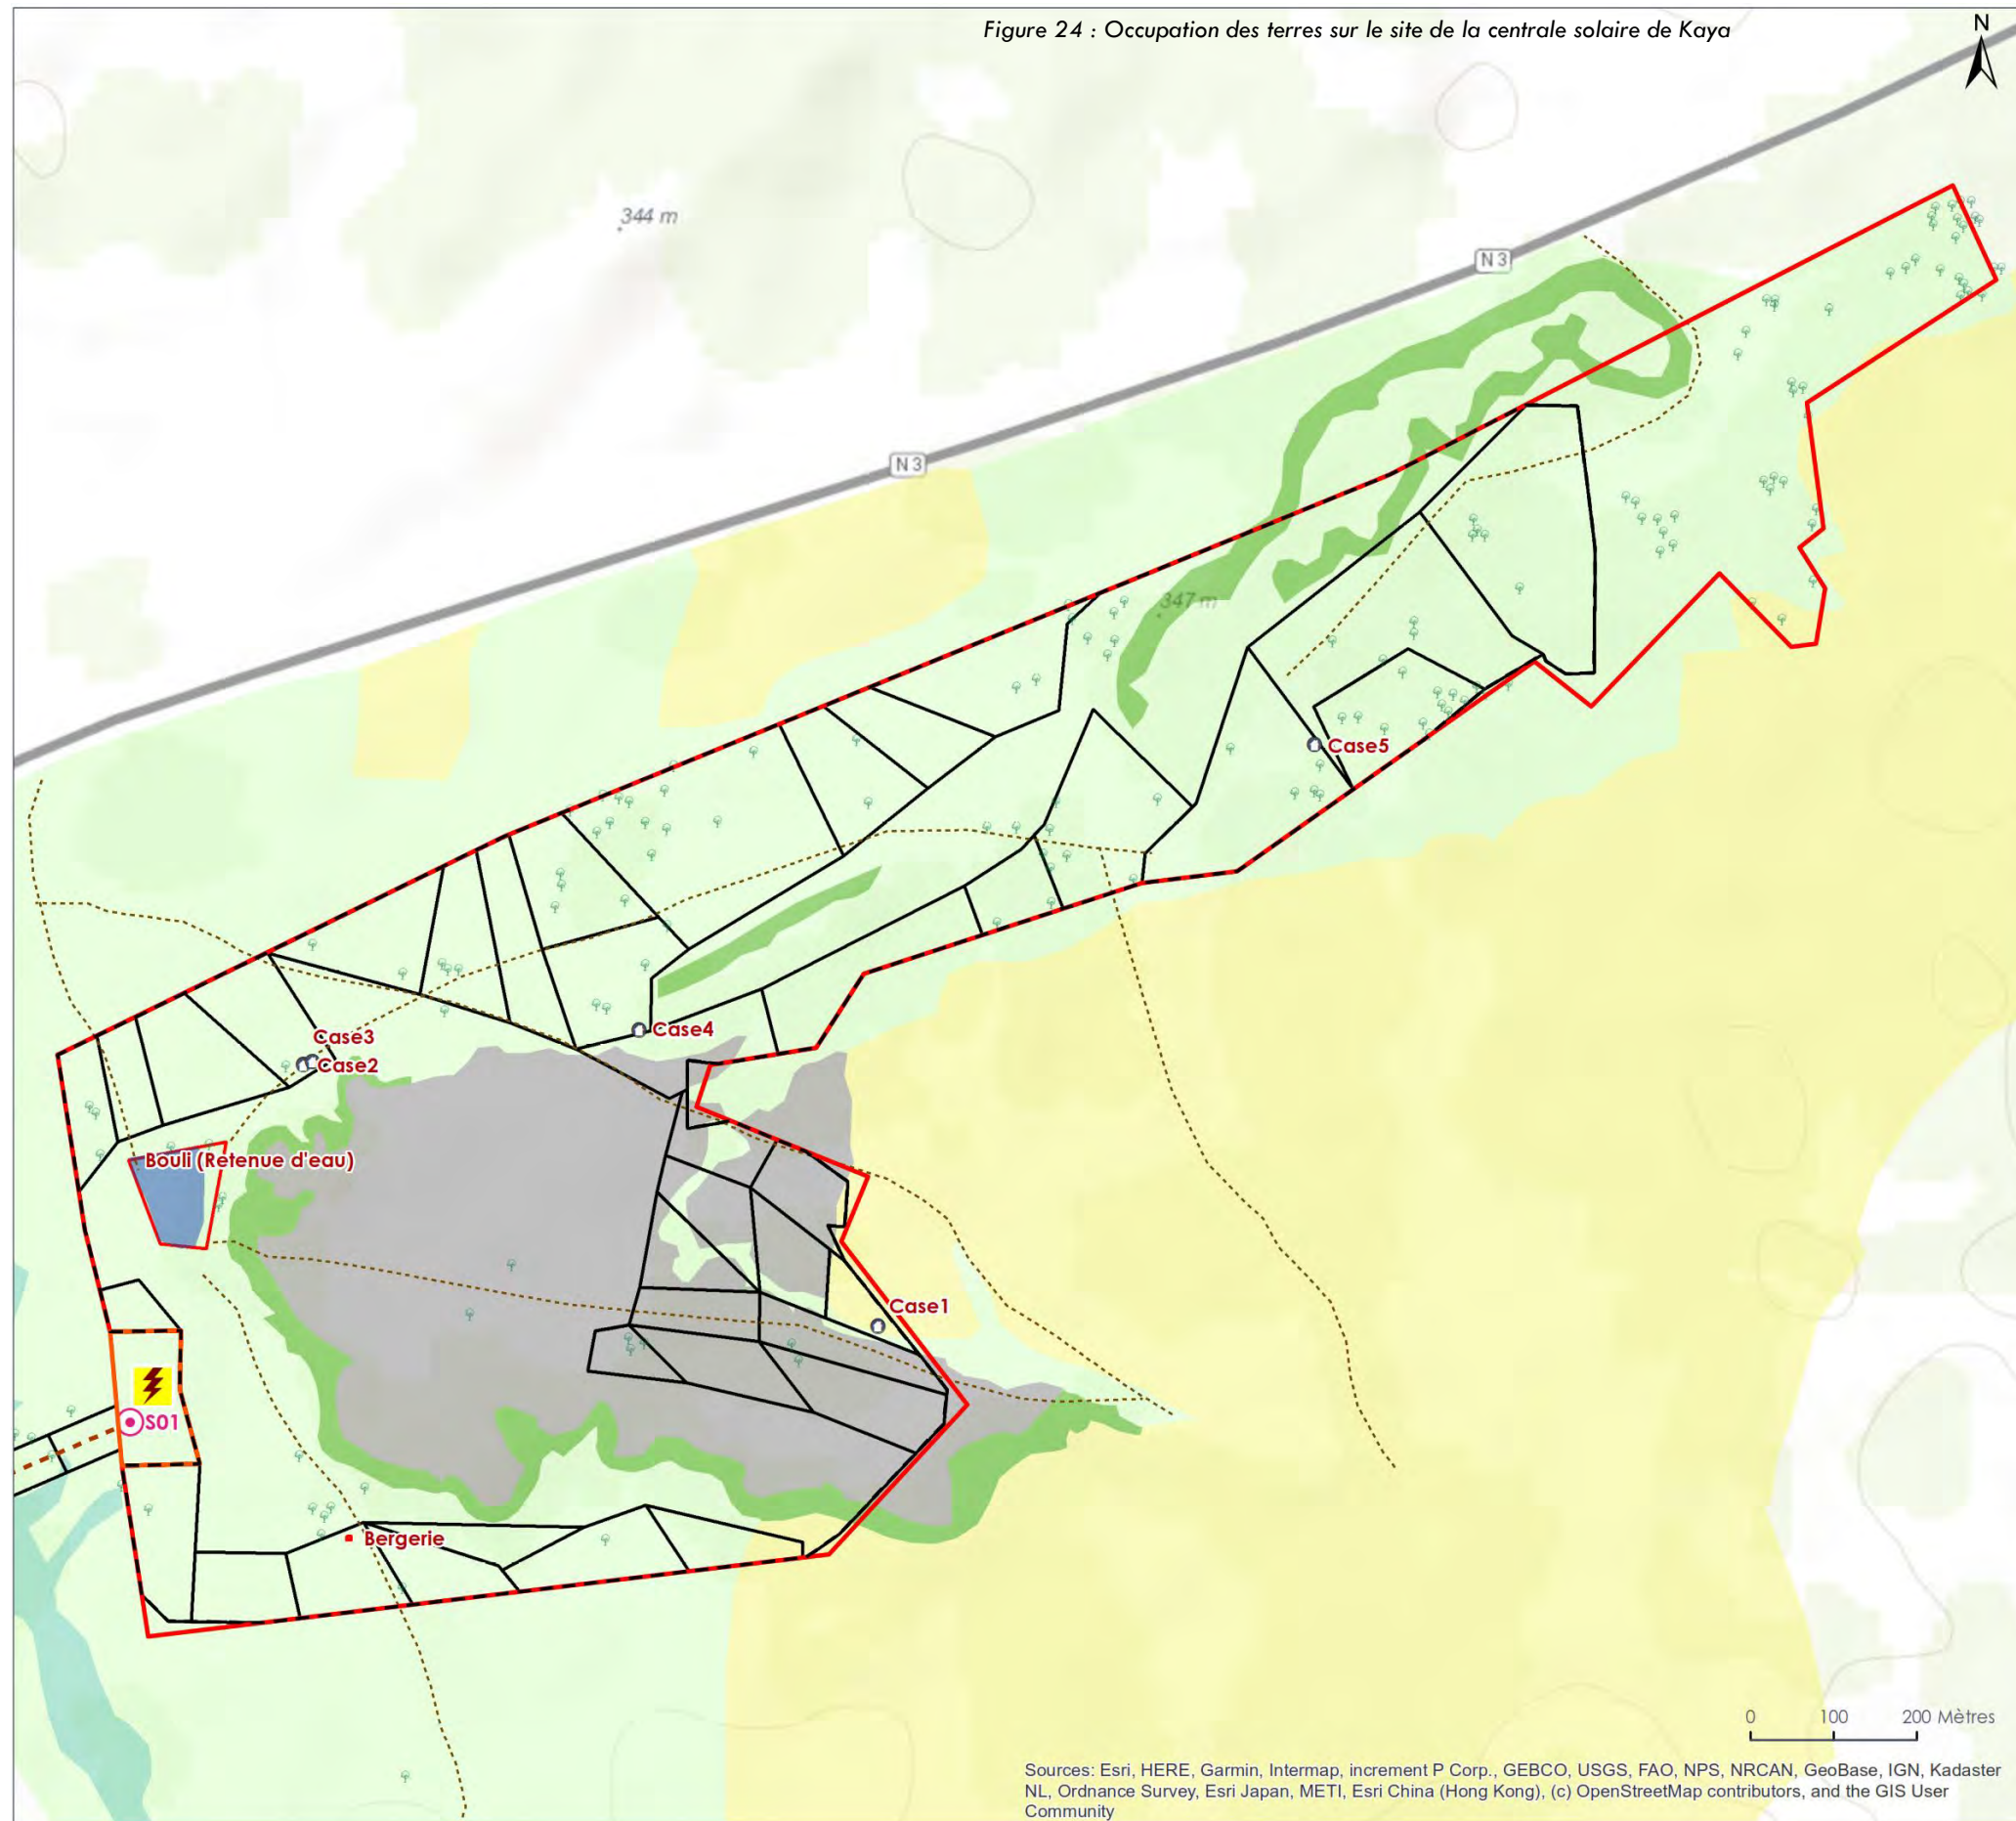 Figure 24 : Occupation des terres sur le site de la centrale solaire de Kaya
N
344 m
N 3
N 3
347 m
Case5
Case4
Case3
Case2
Bouli (Retenue d'eau)
Case1
S01
Bergerie
0 100 200 Mètres
Sources: Esri, HERE, Garmin, Intermap, increment P Corp., GEBCO, USGS, FAO, NPS, NRCAN, GeoBase, IGN, Kadaster
NL, Ordnance Survey, Esri Japan, METI, Esri China (Hong Kong), (c) OpenStreetMap contributors, and the GIS User
Community